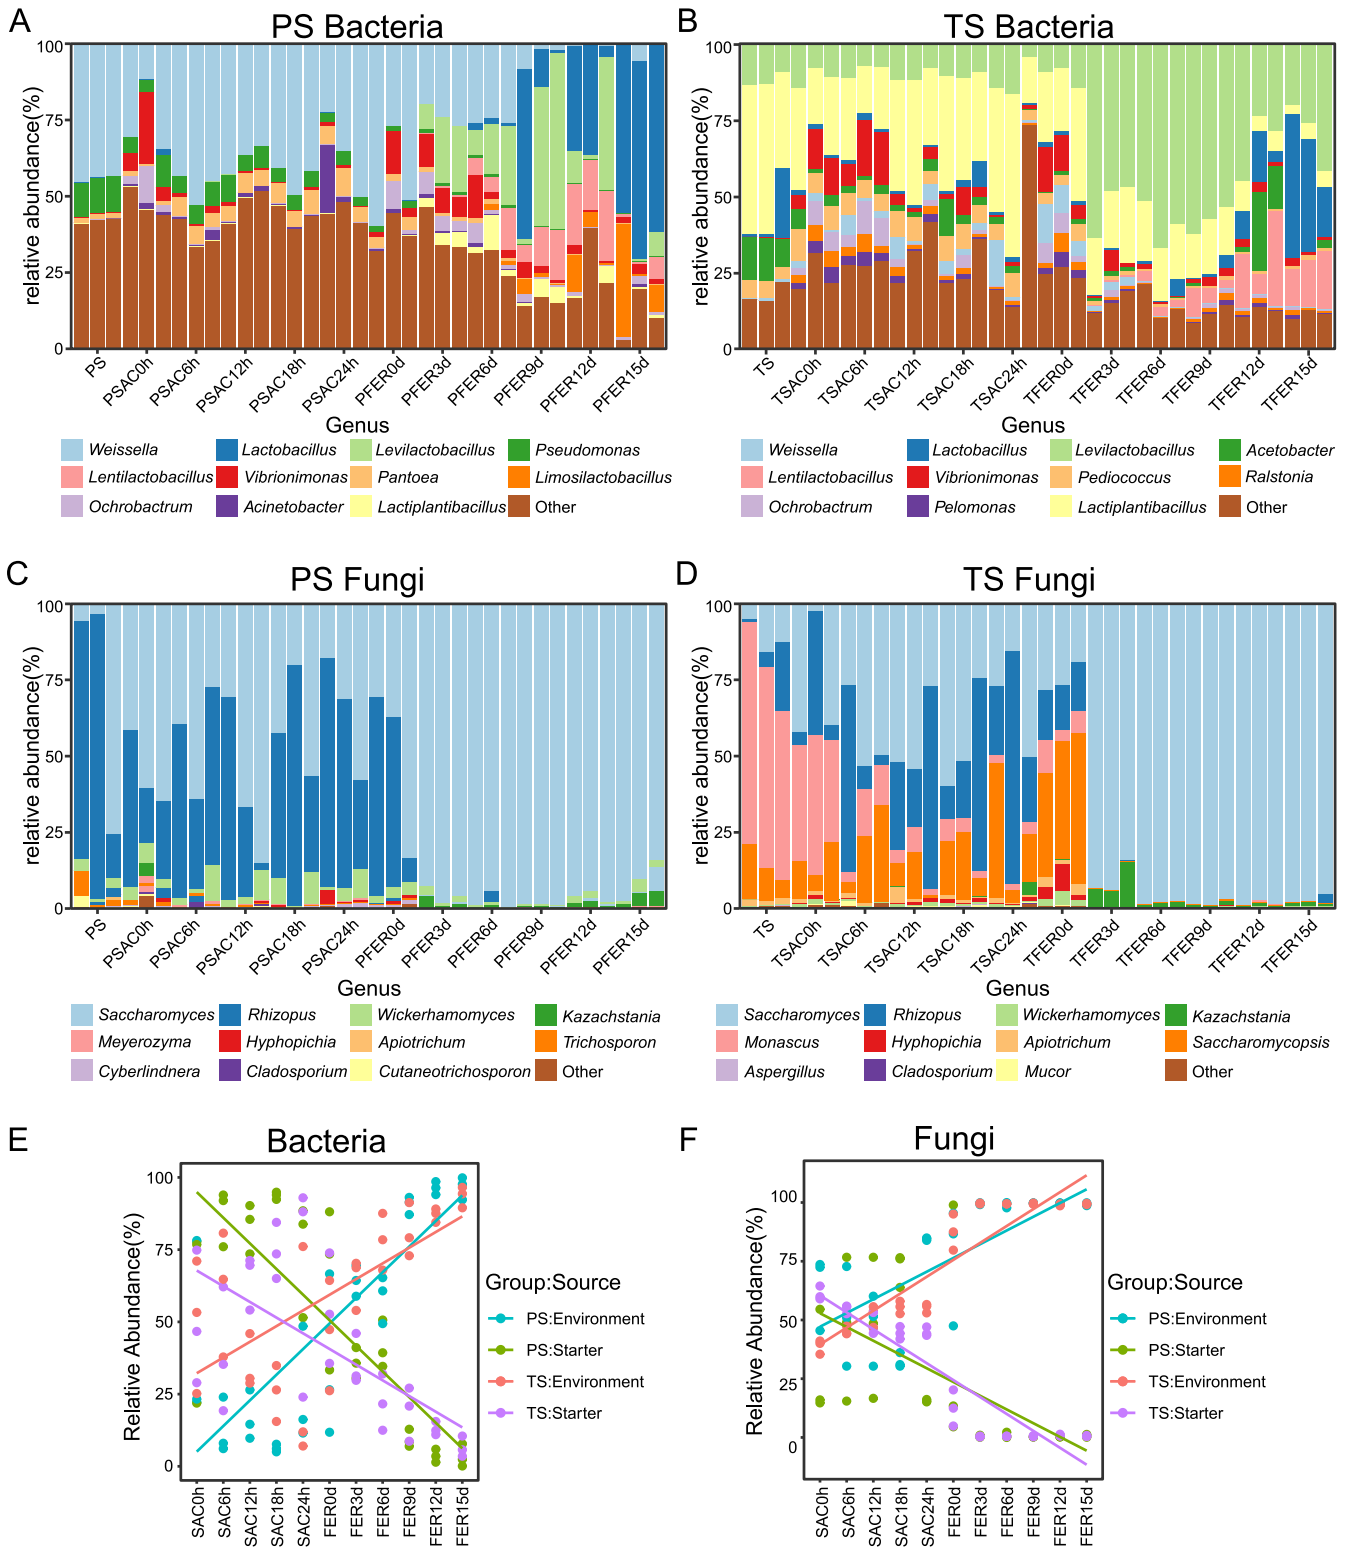 A
PS Bacteria
relative abundance(%)
100
75
50
25
0
PS
PSAC0h
PSAC6h
PSAC12h
PSAC18h
PSAC24h
PFER0d
PFER3d
PFER6d
PFER9d
PFER12d
PFER15d
Genus
Weissella Lactobacillus Levilactobacillus Pseudomonas
Lentilactobacillus Vibrionimonas Pantoea Limosilactobacillus
Ochrobactrum Acinetobacter Lactiplantibacillus Other
B
TS Bacteria
relative abundance(%)
100
75
50
25
0
TS
TSAC0h
TSAC6h
TSAC12h
TSAC18h
TSAC24h
TFER0d
TFER3d
TFER6d
TFER9d
TFER12d
TFER15d
Genus
Weissella Lactobacillus Levilactobacillus Acetobacter
Lentilactobacillus Vibrionimonas Pediococcus Ralstonia
Ochrobactrum Pelomonas Lactiplantibacillus Other
C
PS Fungi
relative abundance(%)
100
75
50
25
0
PS
PSAC0h
PSAC6h
PSAC12h
PSAC18h
PSAC24h
PFER0d
PFER3d
PFER6d
PFER9d
PFER12d
PFER15d
Genus
Saccharomyces Rhizopus Wickerhamomyces Kazachstania
Meyerozyma Hyphopichia Apiotrichum Trichosporon
Cyberlindnera Cladosporium Cutaneotrichosporon Other
D
TS Fungi
relative abundance(%)
100
75
50
25
0
TS
TSAC0h
TSAC6h
TSAC12h
TSAC18h
TSAC24h
TFER0d
TFER3d
TFER6d
TFER9d
TFER12d
TFER15d
Genus
Saccharomyces Rhizopus Wickerhamomyces Kazachstania
Monascus Hyphopichia Apiotrichum Saccharomycopsis
Aspergillus Cladosporium Mucor Other
E
Bacteria
Relative Abundance(%)
100
75
50
25
0
SAC0h
SAC6h
SAC12h
SAC18h
SAC24h
FER0d
FER3d
FER6d
FER9d
FER12d
FER15d
Group:Source
PS:Environment
PS:Starter
TS:Environment
TS:Starter
F
Fungi
Relative Abundance(%)
100
75
50
25
0
SAC0h
SAC6h
SAC12h
SAC18h
SAC24h
FER0d
FER3d
FER6d
FER9d
FER12d
FER15d
Group:Source
PS:Environment
PS:Starter
TS:Environment
TS:Starter